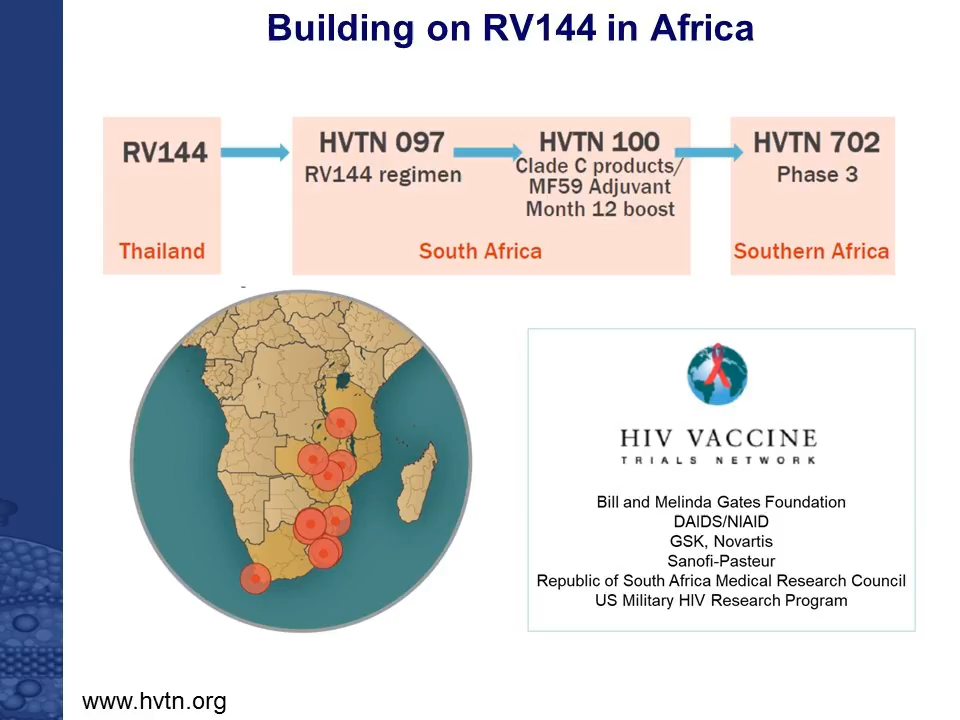 Building on RV144 in Africa
RV144
Thailand
HVTN 097
RV144 regimen
HVTN 100
Clade C products/
MF59 Adjuvant
Month 12 boost
South Africa
HVTN 702
Phase 3
Southern Africa
HIV VACCINE
TRIALS NETWORK
Bill and Melinda Gates Foundation
DAIDS/NIAID
GSK, Novartis
Sanofi-Pasteur
Republic of South Africa Medical Research Council
US Military HIV Research Program
www.hvtn.org